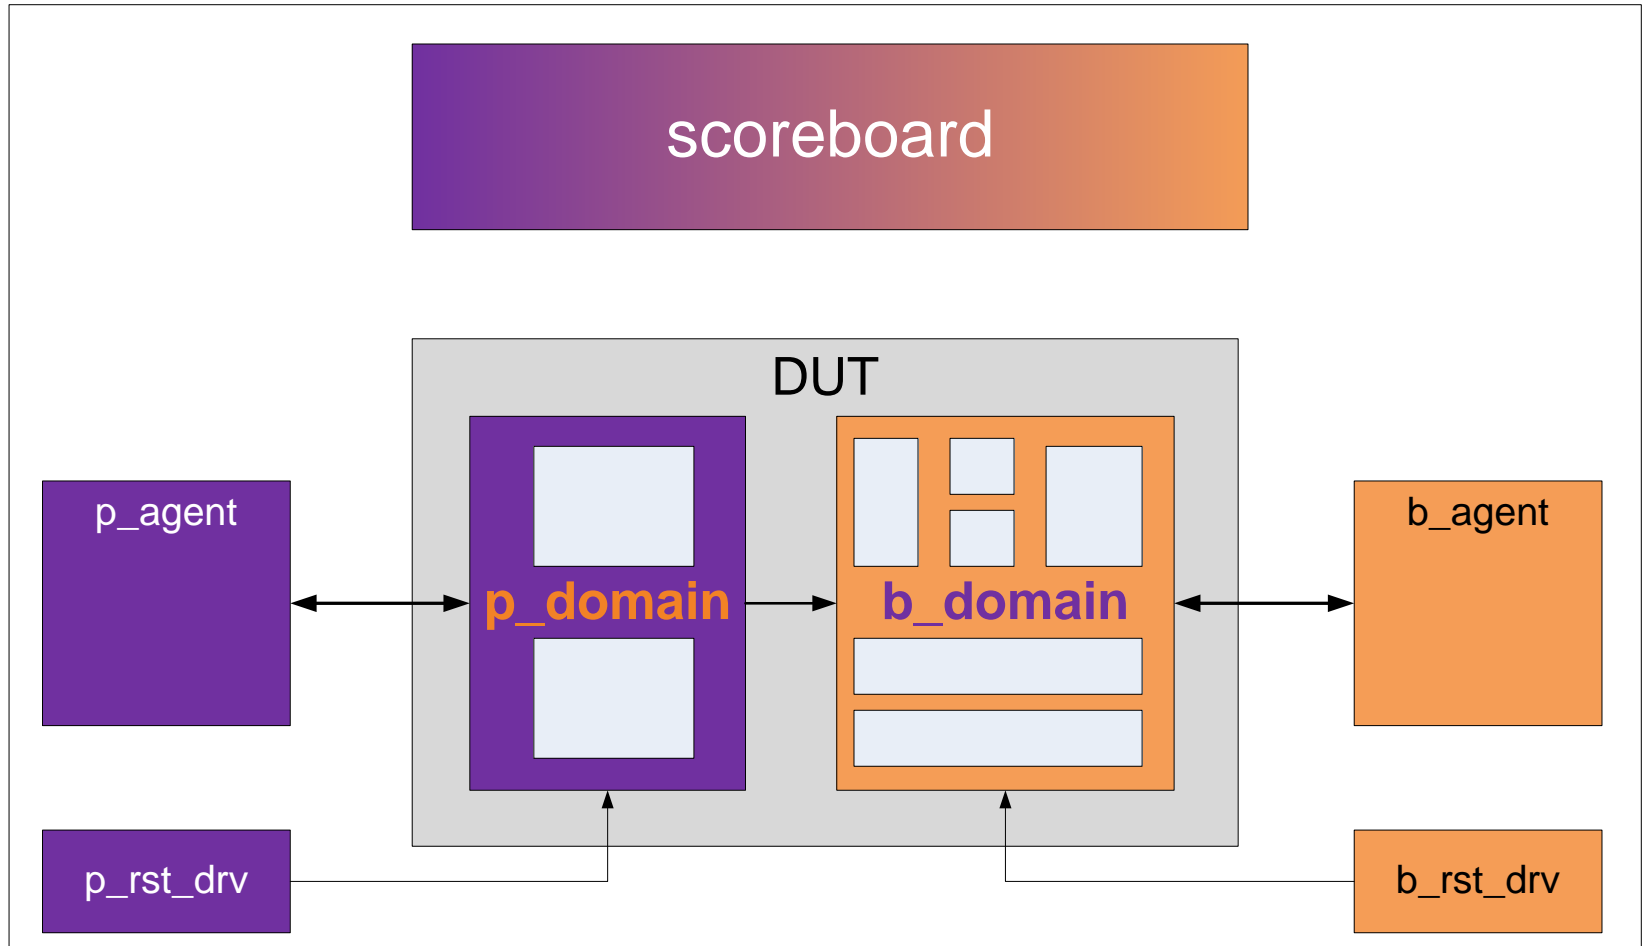 scoreboard
DUT
p_agent
p_domain
b_domain
b_agent
p_rst_drv
b_rst_drv